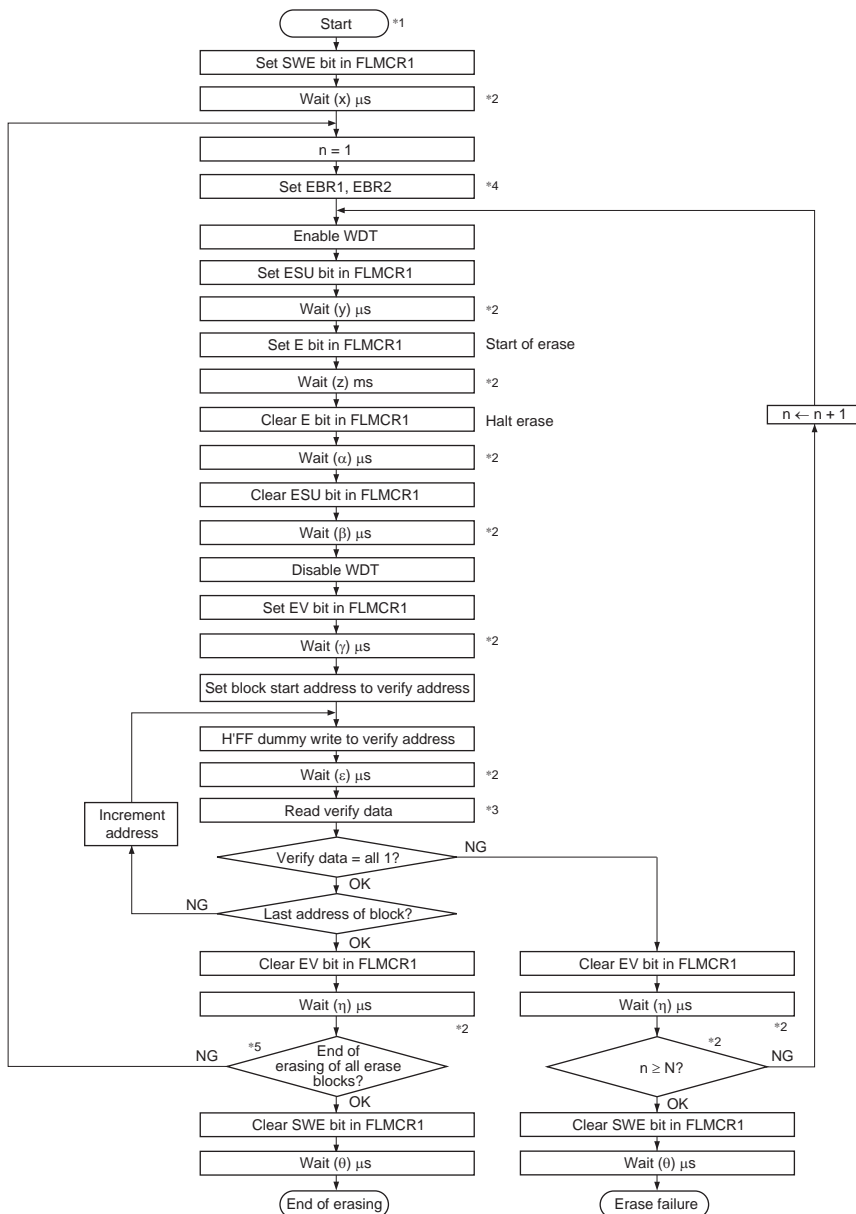 Start *1
Set SWE bit in FLMCR1
Wait (x) μs *2
n = 1
Set EBR1, EBR2 *4
Enable WDT
Set ESU bit in FLMCR1
Wait (y) μs *2
Set E bit in FLMCR1 Start of erase
Wait (z) ms *2
Clear E bit in FLMCR1 Halt erase
n ← n + 1
Wait (α) μs *2
Clear ESU bit in FLMCR1
Wait (β) μs *2
Disable WDT
Set EV bit in FLMCR1
Wait (γ) μs *2
Set block start address to verify address
H'FF dummy write to verify address
Wait (ε) μs *2
Increment
address
Read verify data *3
Verify data = all 1? NG
OK
NG Last address of block?
OK
Clear EV bit in FLMCR1
Wait (η) μs
*2
NG *5 End of
erasing of all erase
blocks?
OK
Clear SWE bit in FLMCR1
Wait (θ) μs
End of erasing
Clear EV bit in FLMCR1
Wait (η) μs
*2
*2
n ≥ N? NG
OK
Clear SWE bit in FLMCR1
Wait (θ) μs
Erase failure